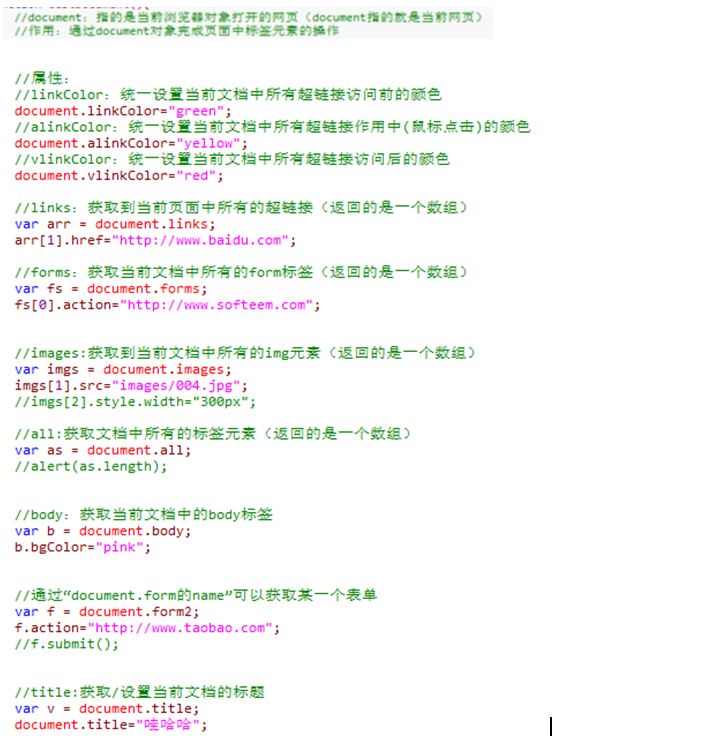 //document: 指的是当前浏览器对象打开的网页（document指的就是当前网页）
//作用: 通过document对象完成页面中标签元素的操作
//属性:
//linkColor: 统一设置当前文档中所有超链接访问前的颜色
document.linkColor="green";
//alinkColor: 统一设置当前文档中所有超链接作用中(鼠标点击)的颜色
document.alinkColor="yellow";
//vlinkColor: 统一设置当前文档中所有超链接访问后的颜色
document.vlinkColor="red";
//links: 获取到当前页面中所有的超链接（返回的是一个数组）
var arr = document.links;
arr[1].href="http://www.baidu.com";
//forms: 获取当前文档中所有的form标签（返回的是一个数组）
var fs = document.forms;
fs[0].action="http://www.softeem.com";
//images:获取到当前文档中所有的img元素（返回的是一个数组）
var imgs = document.images;
imgs[1].src="images/004.jpg";
//imgs[2].style.width="300px";
//all:获取文档中所有的标签元素（返回的是一个数组）
var as = document.all;
//alert(as.length);
//body: 获取当前文档中的body标签
var b = document.body;
b.bgColor="pink";
//通过“document.form的name”可以获取某一个表单
var f = document.form2;
f.action="http://www.taobao.com";
//f.submit();
//title:获取/设置当前文档的标题
var v = document.title;
document.title="哇哈哈";